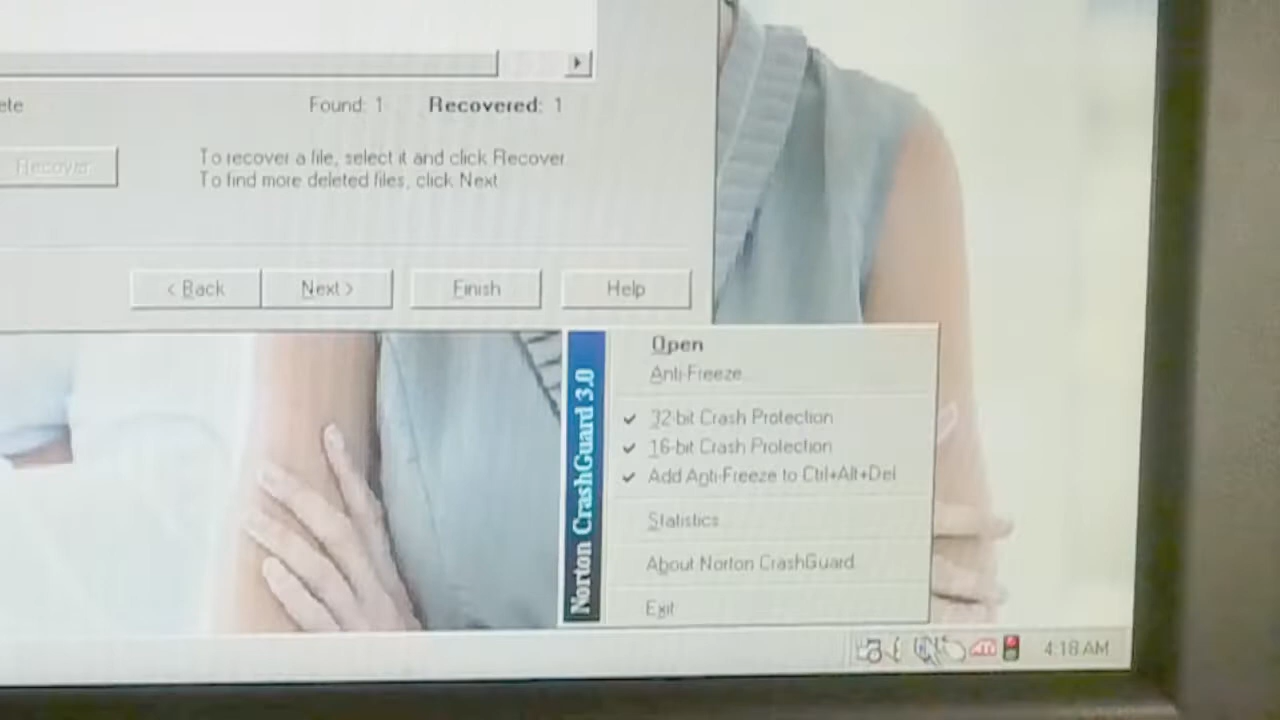 ete
Found: 1
Recovered: 1
Recover
To recover a file, select it and click Recover
To find more deleted files, click Next
< Back
Next >
Finish
Help
Norton CrashGuard 3.0
Open
Anti-Freeze...
32-bit Crash Protection
16-bit Crash Protection
Add Anti-Freeze to Ctrl+Alt+Del
Statistics
About Norton CrashGuard
Exit
ATI
4:18 AM